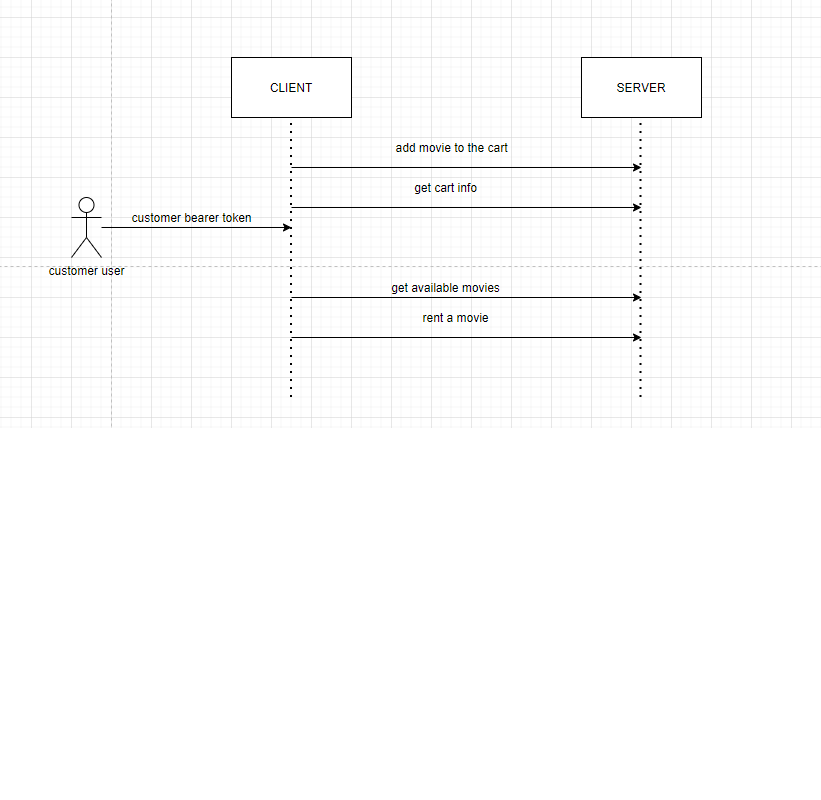 CLIENT
SERVER
add movie to the cart
get cart info
customer bearer token
customer user
get available movies
rent a movie